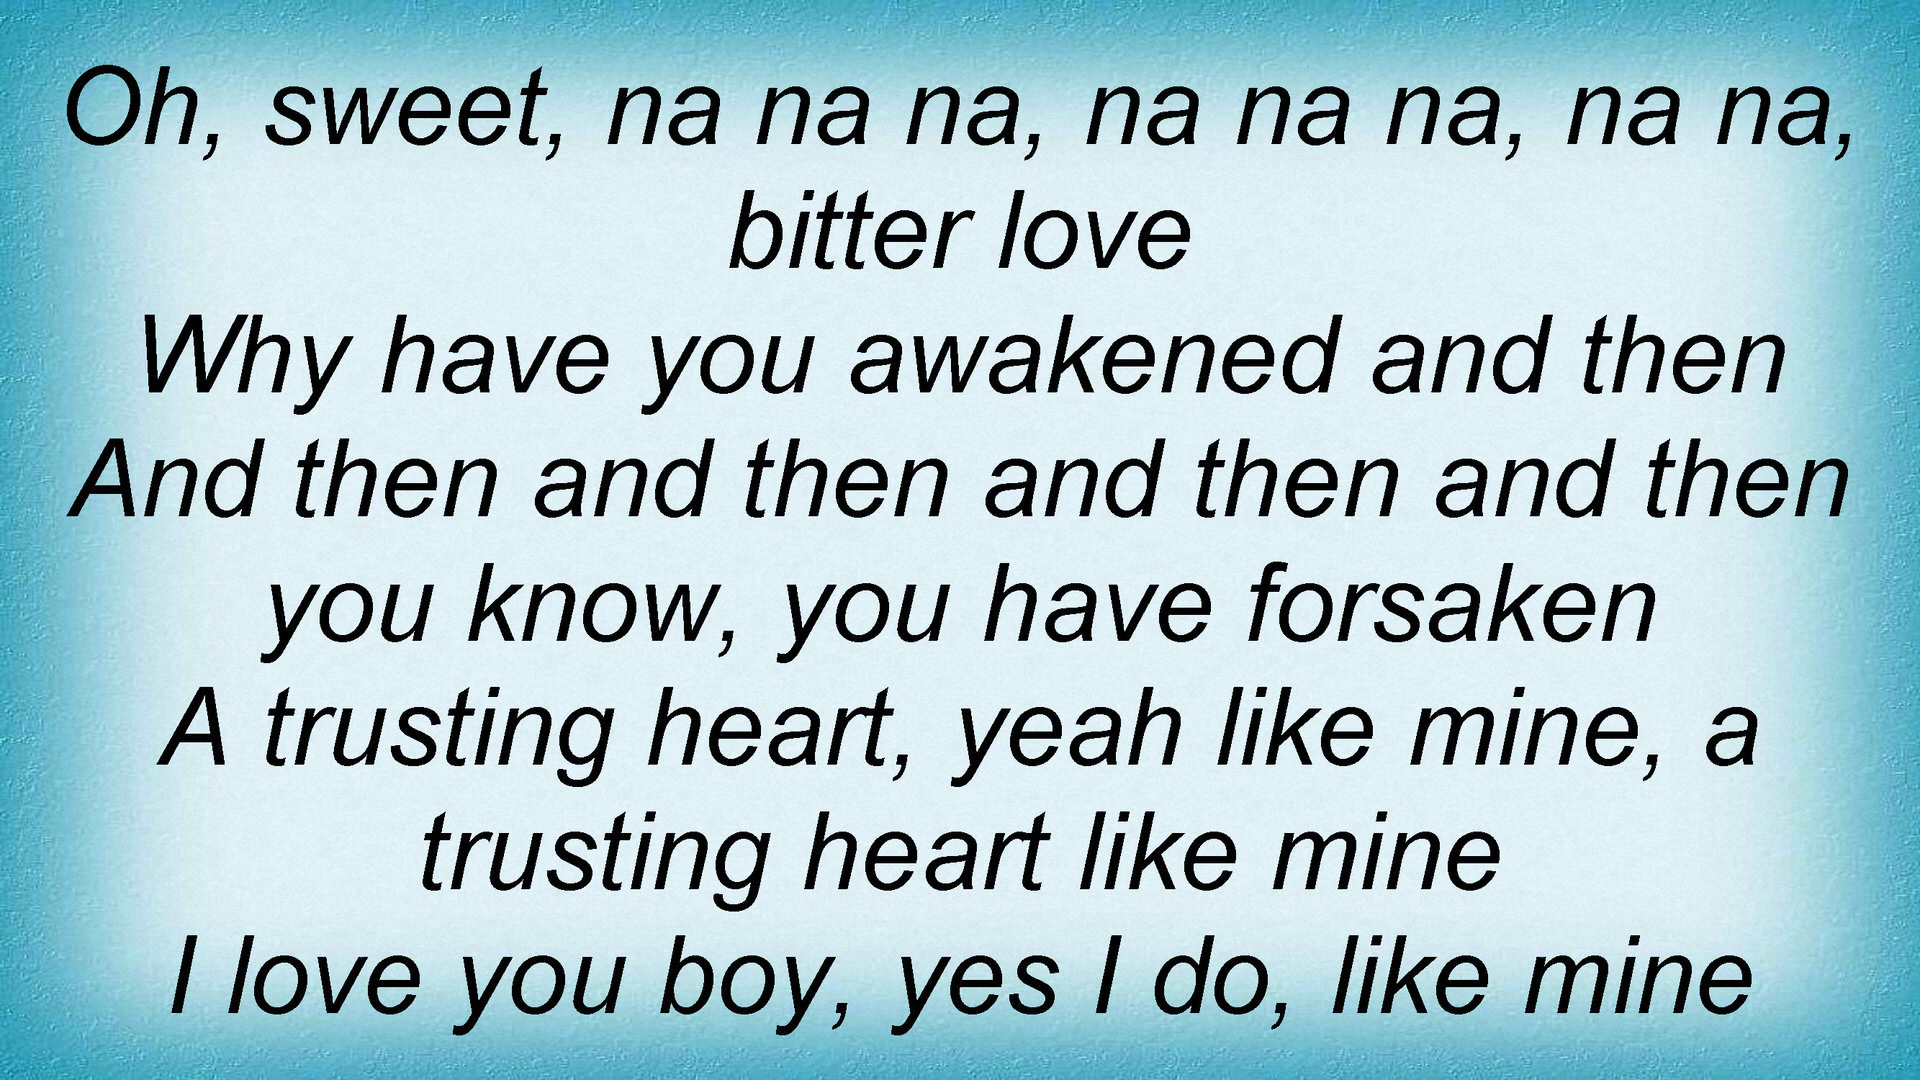 Oh, sweet, na na na, na na na, na na,
bitter love
Why have you awakened and then
And then and then and then and then
you know, you have forsaken
A trusting heart, yeah like mine, a
trusting heart like mine
I love you boy, yes I do, like mine